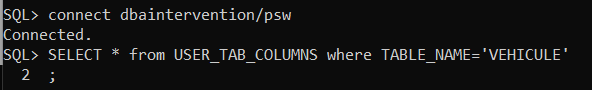 SQL> connect dbaintervention/psw
Connected.
SQL> SELECT * from USER_TAB_COLUMNS where TABLE_NAME='VEHICULE'
  2  ;